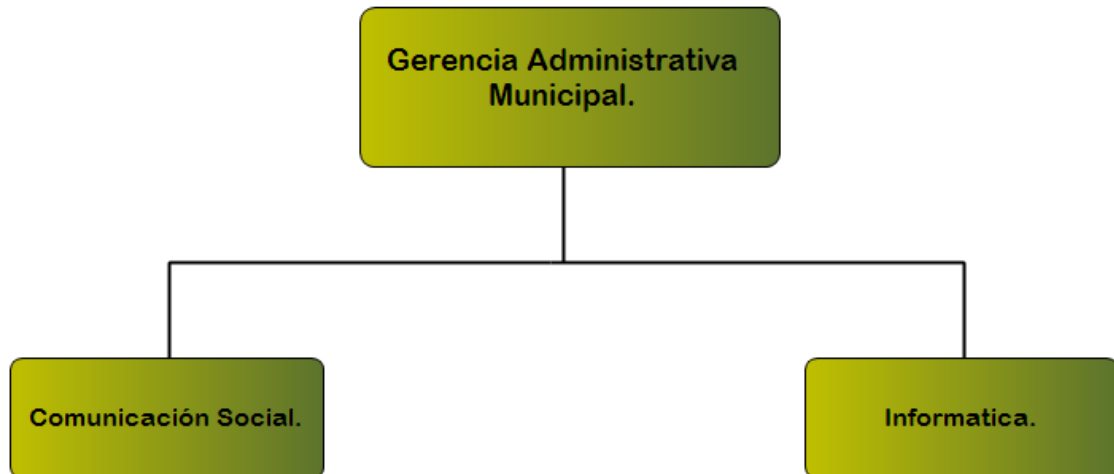 Gerencia Administrativa
Municipal.
Comunicación Social.
Informatica.